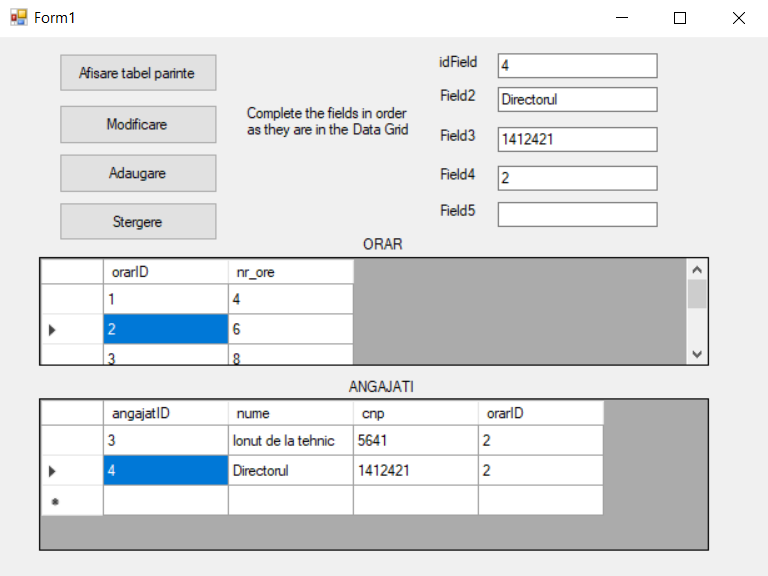 Form1
Afisare tabel parinte
Modificare
Adaugare
Stergere
Complete the fields in order
as they are in the Data Grid
idField 4
Field2 Directorul
Field3 1412421
Field4 2
Field5
ORAR
orarID nr_ore
1 4
2 6
3 8
ANGAJATI
angajatID nume cnp orarID
3 Ionut de la tehnic 5641 2
4 Directorul 1412421 2